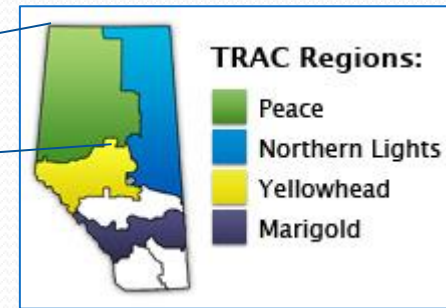 TRAC Regions:
Peace
Northern Lights
Yellowhead
Marigold